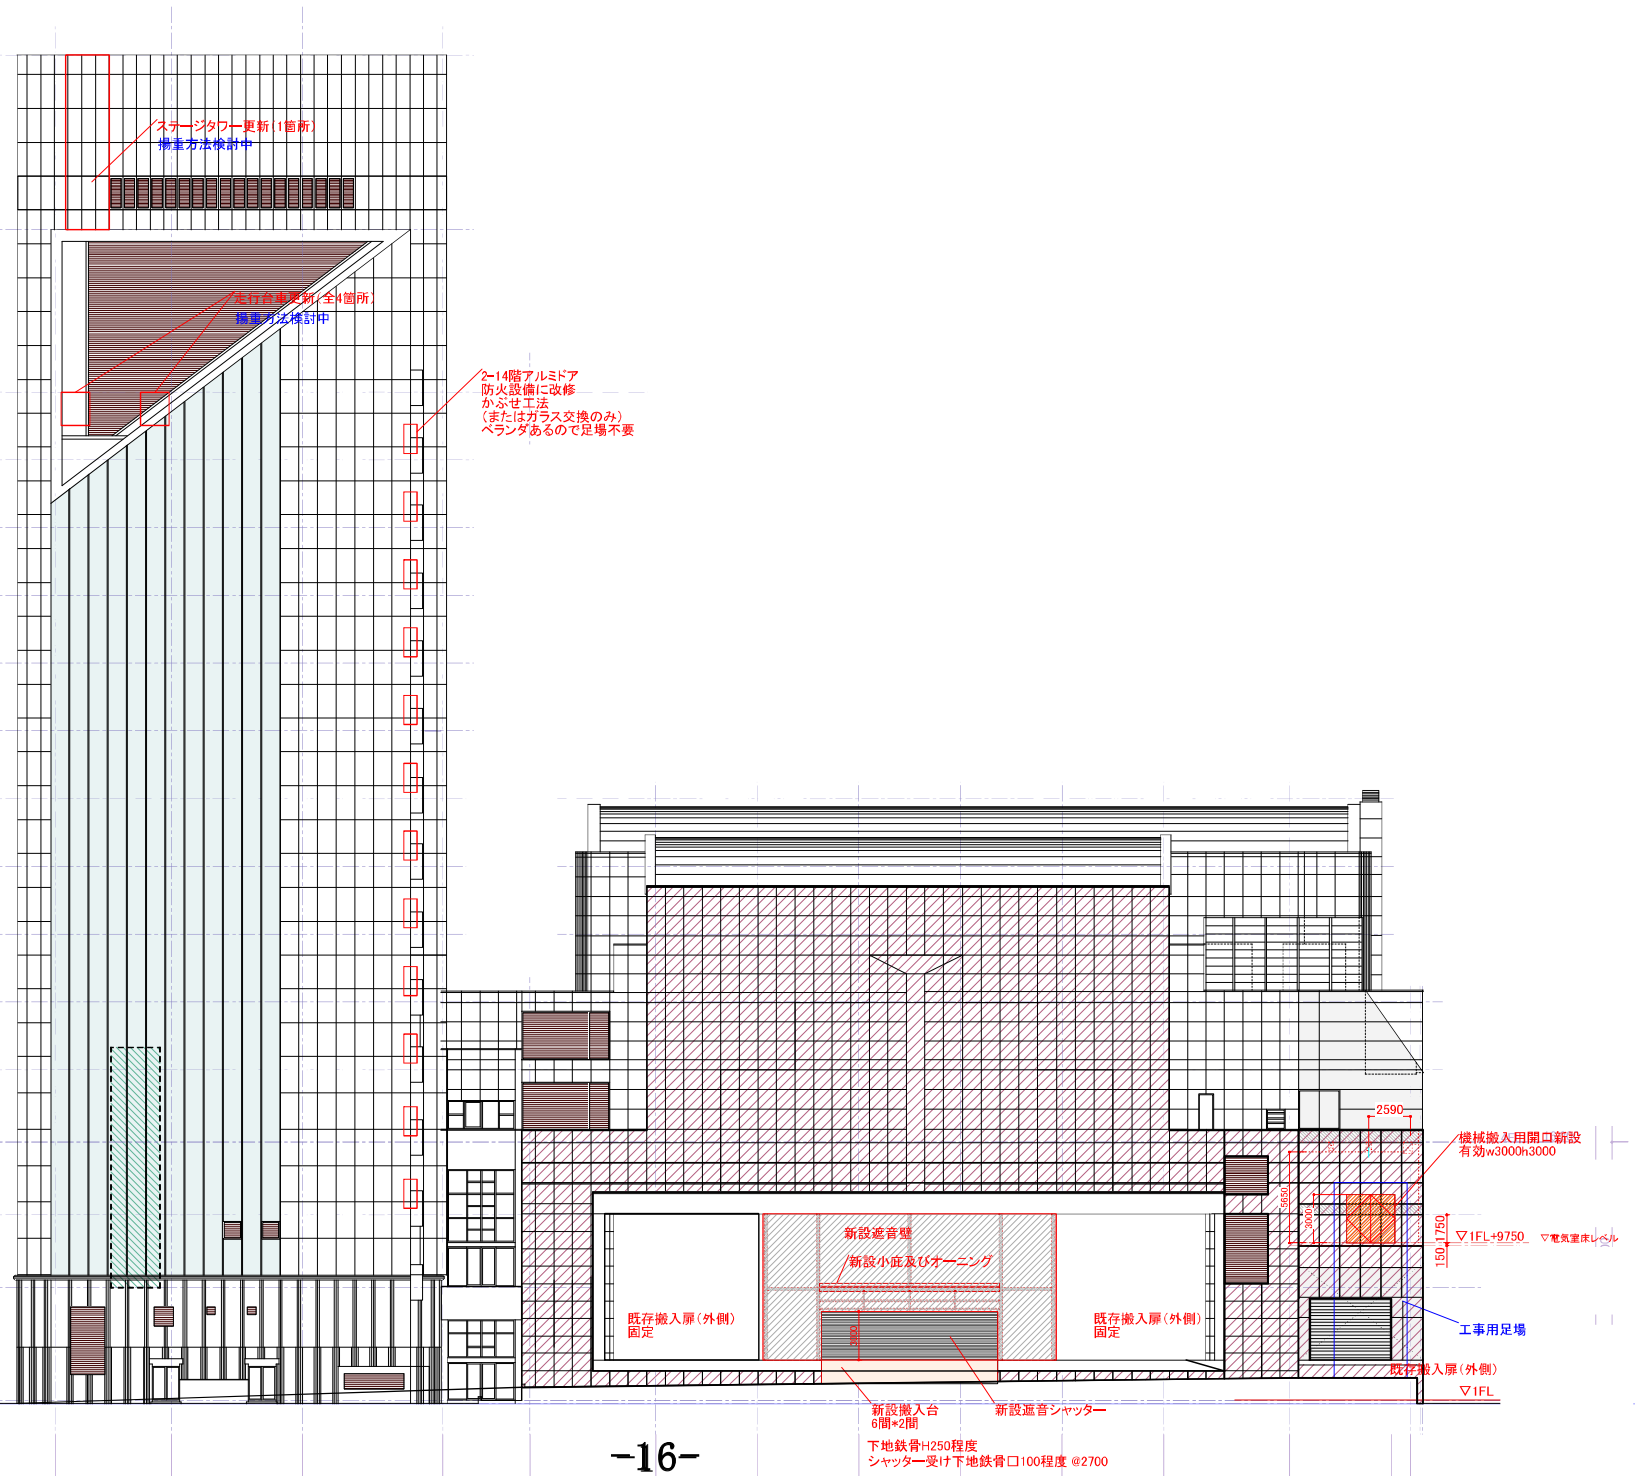 ステージタワー更新(1箇所)
揚重方法検討中
走行台車更新(全4箇所)
揚重方法検討中
2-14階アルミドア
防火設備に改修
かぶせ工法
(またはガラス交換のみ)
ベランダあるので足場不要
2590
機械搬入用開口新設
有効w3000h3000
5650
3000
1750
150
▽1FL+9750
▽電気室床レベル
新設遮音壁
新設小庇及びオーニング
既存搬入扉(外側)
固定
既存搬入扉(外側)
固定
工事用足場
既存搬入扉(外側)
▽1FL
新設搬入台
6間*2間
新設遮音シャッター
下地鉄骨H250程度
シャッター受け下地鉄骨口100程度 @2700
-16-